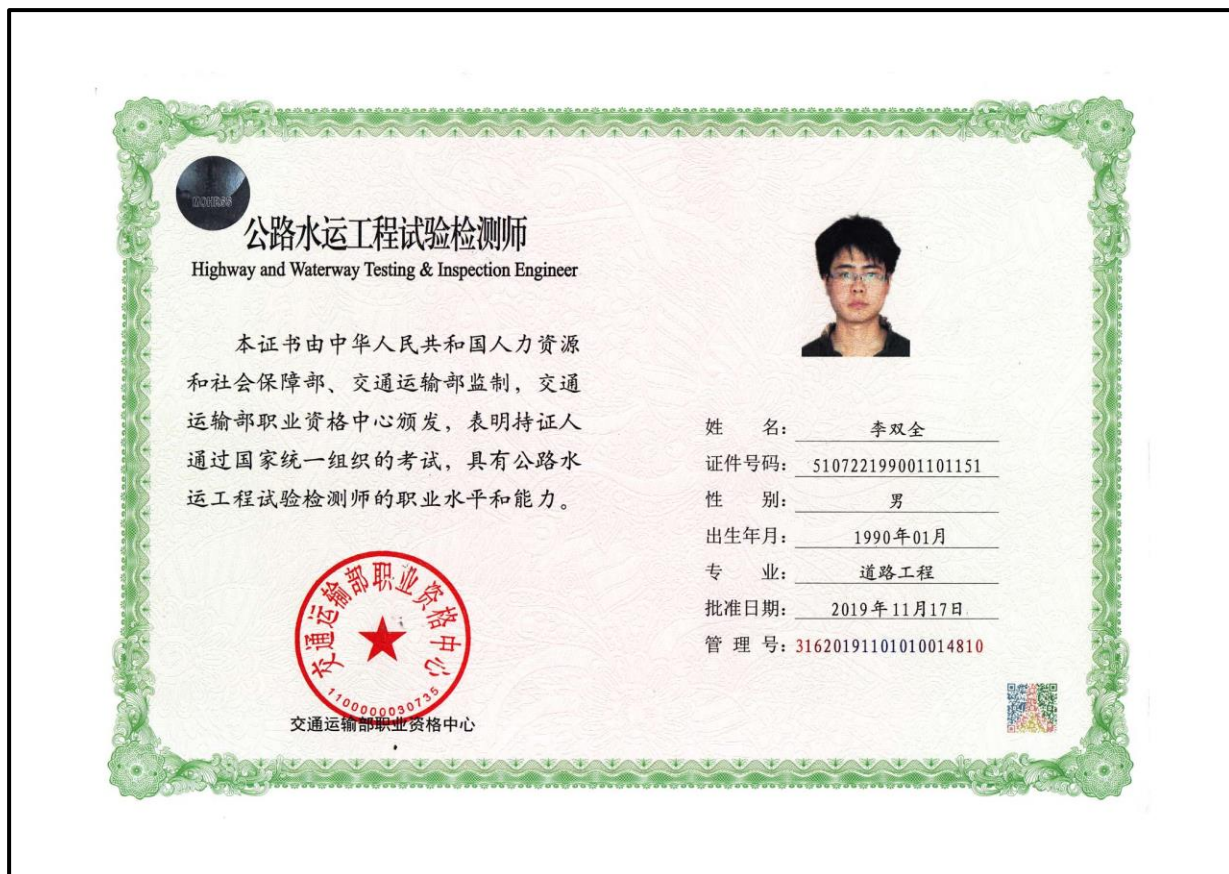 MOHRSS
公路水运工程试验检测师
Highway and Waterway Testing & Inspection Engineer
本证书由中华人民共和国人力资源
和社会保障部、交通运输部监制，交通
运输部职业资格中心颁发，表明持证人
通过国家统一组织的考试，具有公路水
运工程试验检测师的职业水平和能力。
交通运输部职业资格中心
1100000030735
交通运输部职业资格中心
姓 名：李双全
证件号码：510722199001101151
性 别：男
出生年月：1990年01月
专 业：道路工程
批准日期：2019年11月17日
管 理 号：31620191101010014810